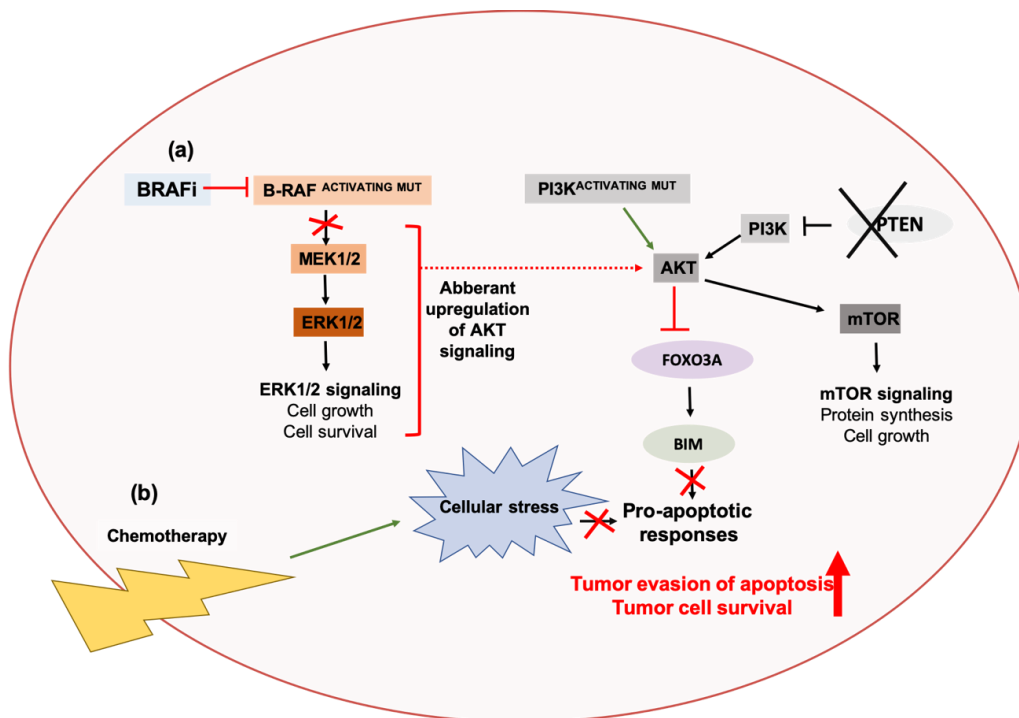 (a)
BRAFi
B-RAF ACTIVATING MUT
PI3K ACTIVATING MUT
PI3K
PTEN
MEK1/2
AKT
Abberant
upregulation
of AKT
signaling
ERK1/2
mTOR
FOXO3A
ERK1/2 signaling
Cell growth
Cell survival
mTOR signaling
Protein synthesis
Cell growth
BIM
(b)
Chemotherapy
Cellular stress
Pro-apoptotic
responses
Tumor evasion of apoptosis
Tumor cell survival